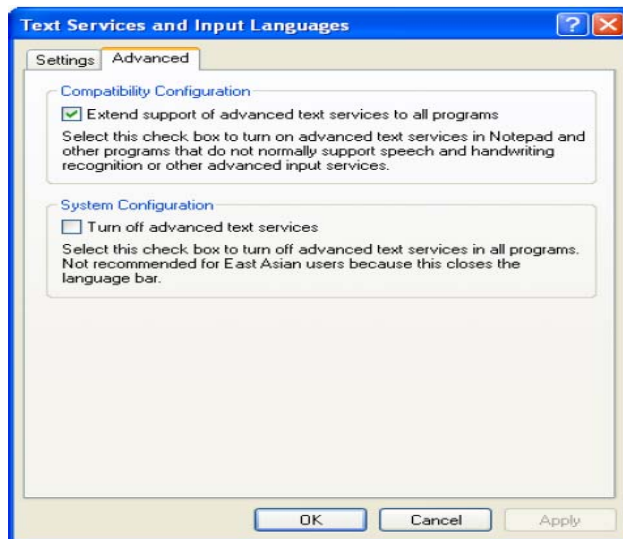 Text Services and Input Languages
Settings
Advanced
Compatibility Configuration
Extend support of advanced text services to all programs
Select this check box to turn on advanced text services in Notepad and
other programs that do not normally support speech and handwriting
recognition or other advanced input services.
System Configuration
Turn off advanced text services
Select this check box to turn off advanced text services in all programs.
Not recommended for East Asian users because this closes the
language bar.
OK
Cancel
Apply